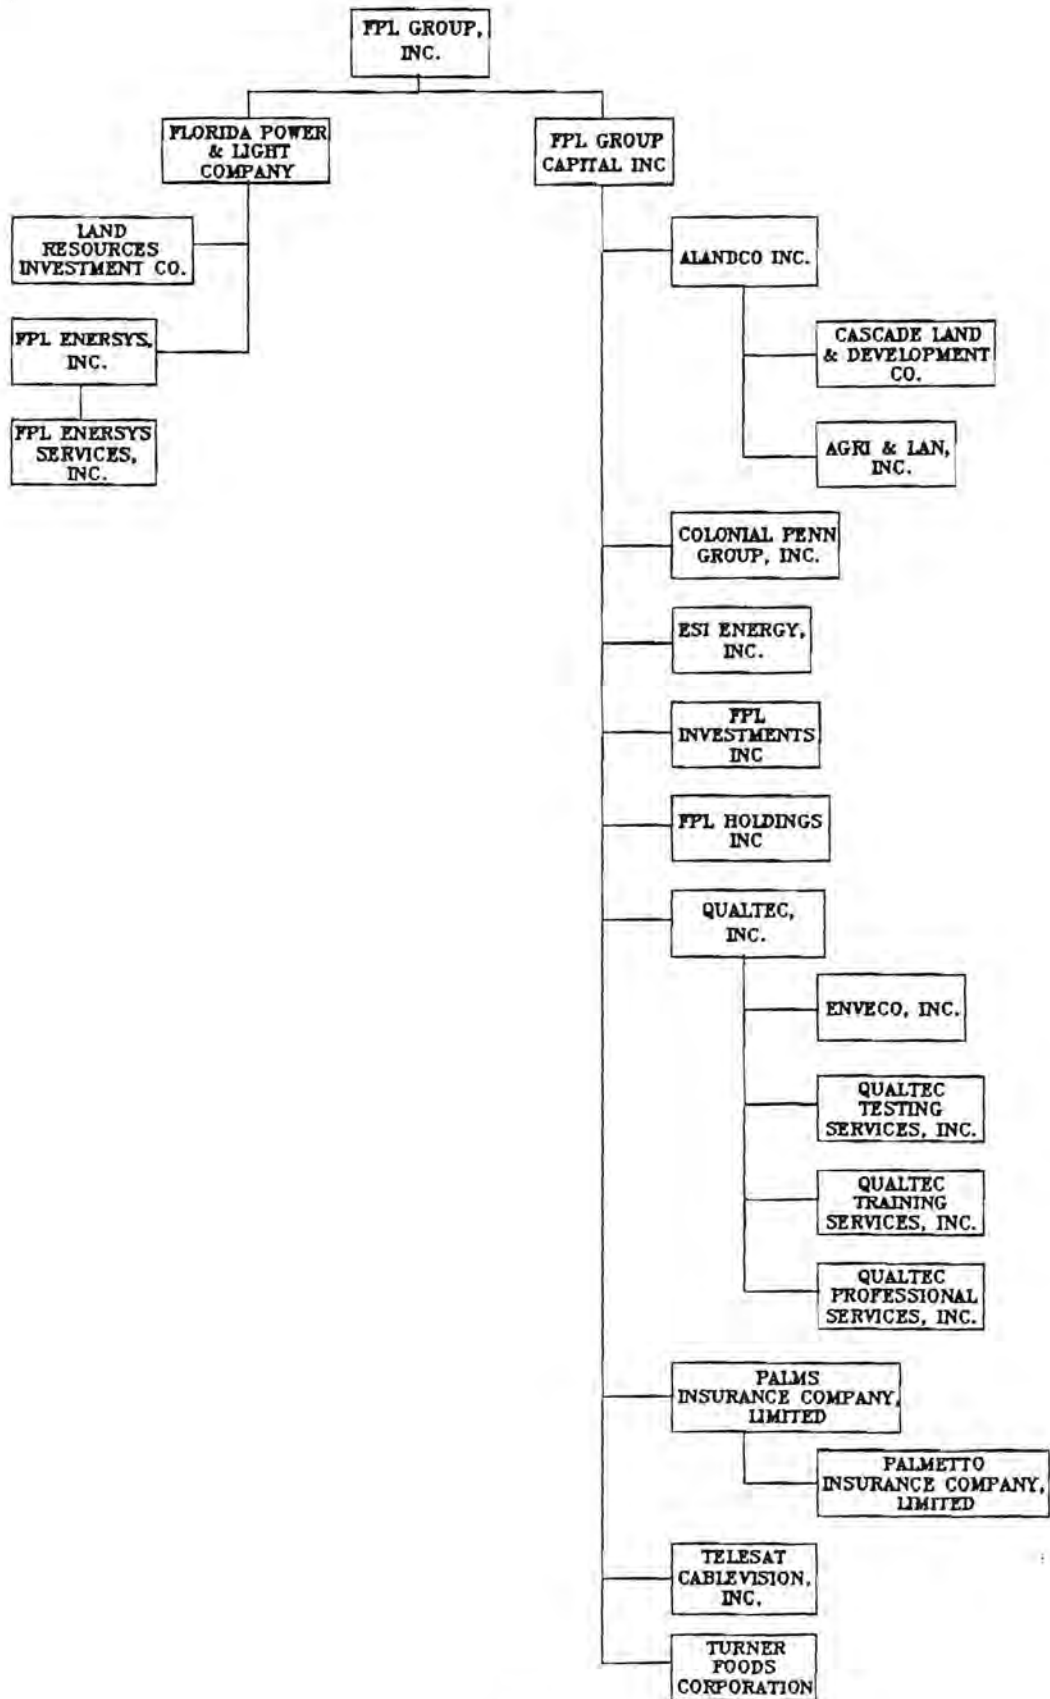 FPL GROUP,
INC.
FLORIDA POWER
& LIGHT
COMPANY
FPL GROUP
CAPITAL INC
LAND
RESOURCES
INVESTMENT CO.
FPL ENERSYS,
INC.
FPL ENERSYS
SERVICES,
INC.
ALANDCO INC.
CASCADE LAND
& DEVELOPMENT
CO.
AGRI & LAN,
INC.
COLONIAL PENN
GROUP, INC.
ESI ENERGY,
INC.
FPL
INVESTMENTS
INC
FPL HOLDINGS
INC
QUALTEC,
INC.
ENVECO, INC.
QUALTEC
TESTING
SERVICES, INC.
QUALTEC
TRAINING
SERVICES, INC.
QUALTEC
PROFESSIONAL
SERVICES, INC.
PALMS
INSURANCE COMPANY,
LIMITED
PALMETTO
INSURANCE COMPANY,
LIMITED
TELESAT
CABLEVISION,
INC.
TURNER
FOODS
CORPORATION